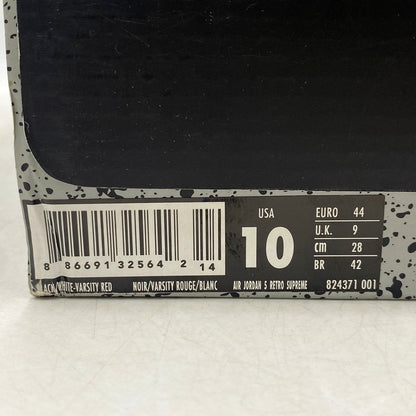 USA
10
EURO 44
U.K. 9
cm 28
BR 42
8 86691 32564 2 14
/WHITE-VARSITY RED NOIR/VARSITY ROUGE/BLANC AIR JORDAN 5 RETRO SUPREME 824371 001